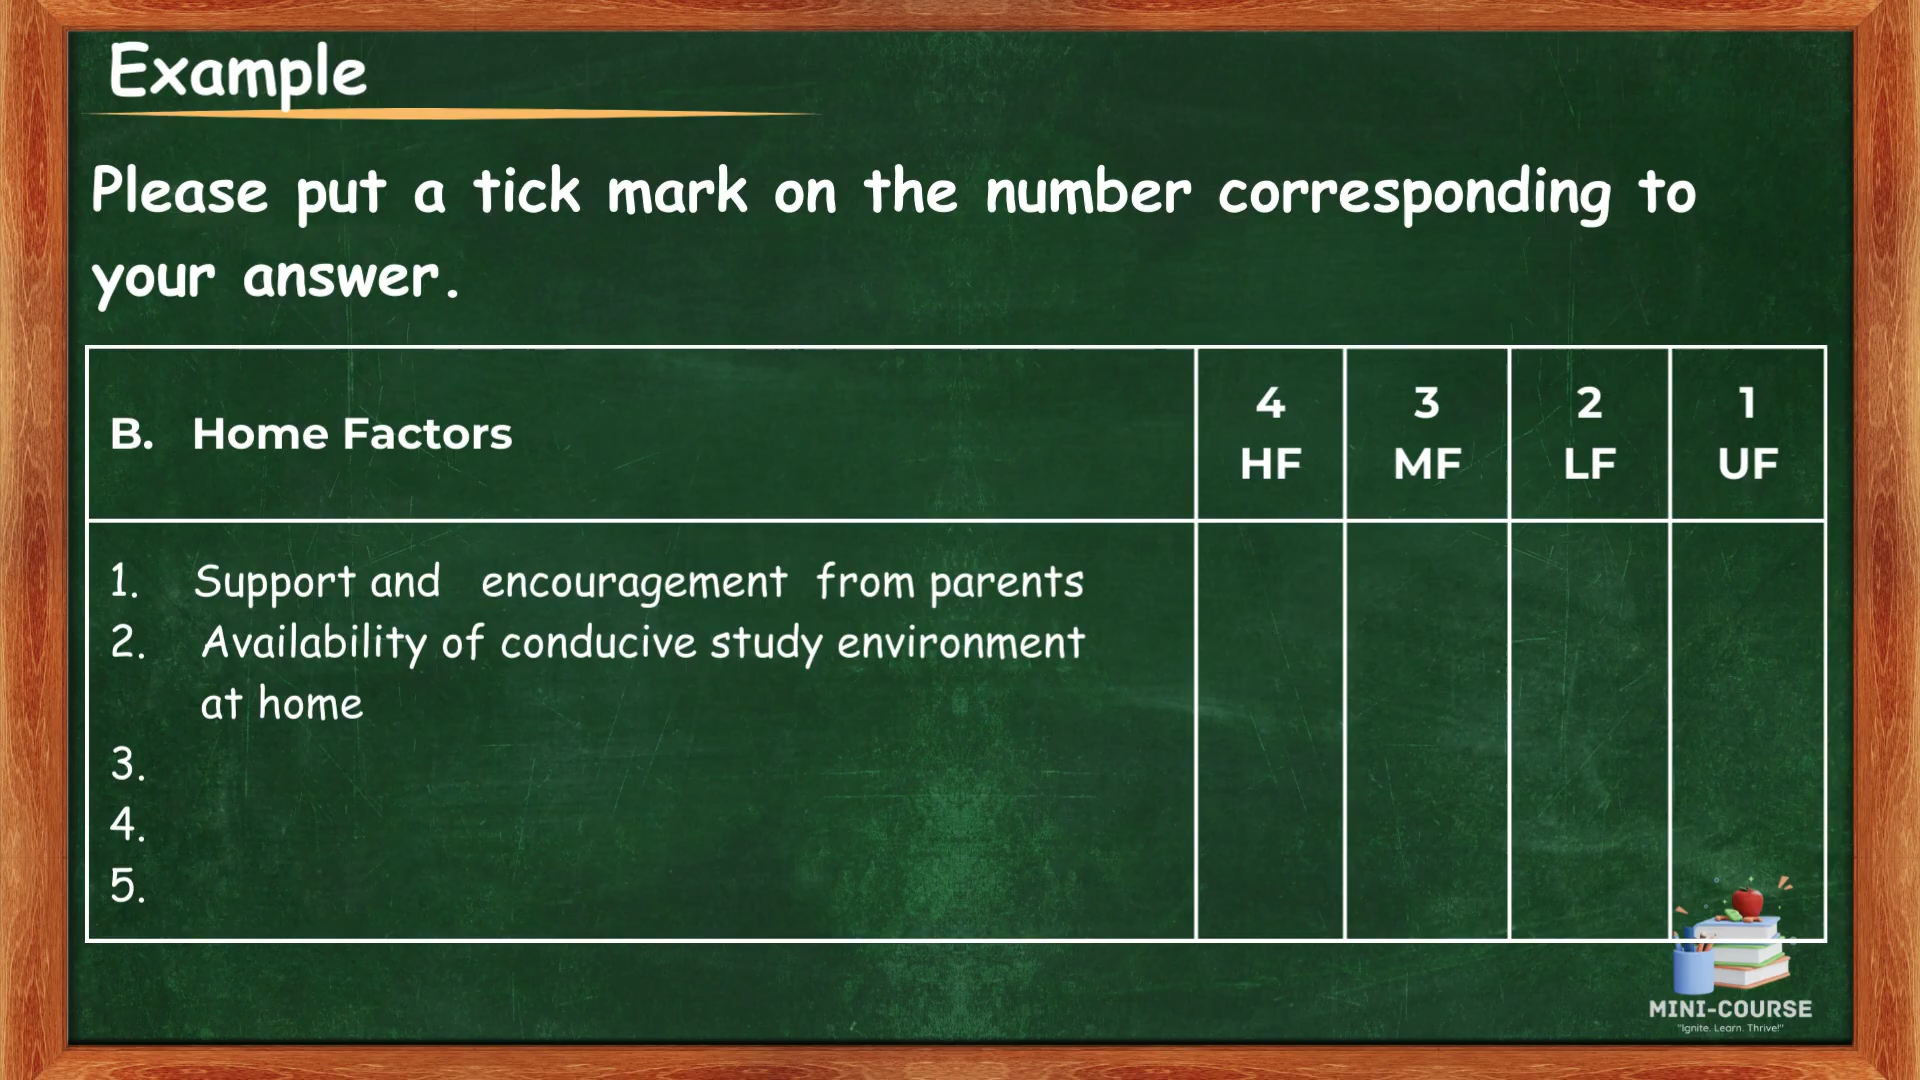 Example
Please put a tick mark on the number corresponding to
your answer.
B. Home Factors
4
HF
3
MF
2
LF
1
UF
1. Support and encouragement from parents
2. Availability of conducive study environment
at home
3.
4.
5.
MINI-COURSE
"Ignite. Learn. Thrive!"